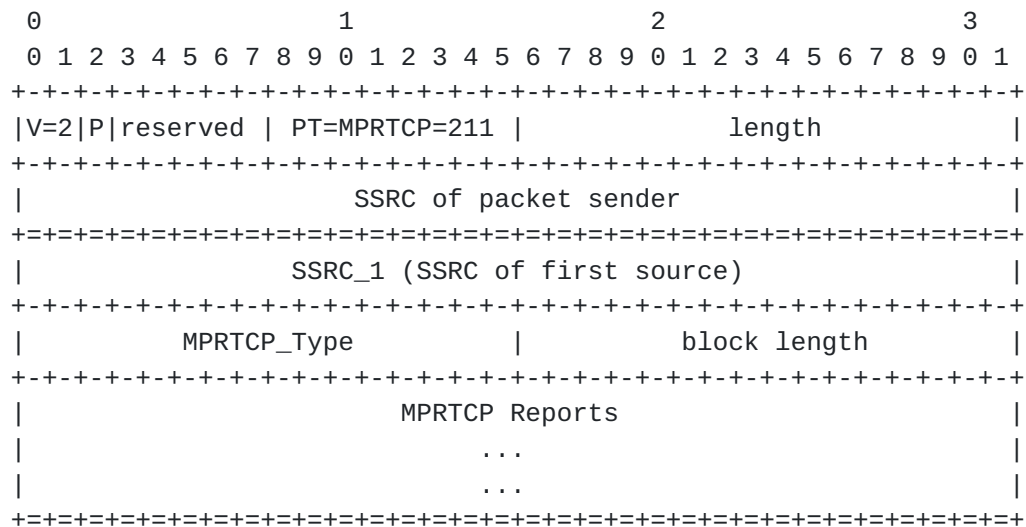 0                   1                   2                   3
 0 1 2 3 4 5 6 7 8 9 0 1 2 3 4 5 6 7 8 9 0 1 2 3 4 5 6 7 8 9 0 1
+-+-+-+-+-+-+-+-+-+-+-+-+-+-+-+-+-+-+-+-+-+-+-+-+-+-+-+-+-+-+-+-+
|V=2|P|reserved | PT=MPRTCP=211 |             length            |
+-+-+-+-+-+-+-+-+-+-+-+-+-+-+-+-+-+-+-+-+-+-+-+-+-+-+-+-+-+-+-+-+
|                     SSRC of packet sender                     |
+=+=+=+=+=+=+=+=+=+=+=+=+=+=+=+=+=+=+=+=+=+=+=+=+=+=+=+=+=+=+=+=+
|                 SSRC_1 (SSRC of first source)                 |
+-+-+-+-+-+-+-+-+-+-+-+-+-+-+-+-+-+-+-+-+-+-+-+-+-+-+-+-+-+-+-+-+
|          MPRTCP_Type          |          block length         |
+-+-+-+-+-+-+-+-+-+-+-+-+-+-+-+-+-+-+-+-+-+-+-+-+-+-+-+-+-+-+-+-+
|                        MPRTCP Reports                         |
|                             ...                               |
|                             ...                               |
+=+=+=+=+=+=+=+=+=+=+=+=+=+=+=+=+=+=+=+=+=+=+=+=+=+=+=+=+=+=+=+=+